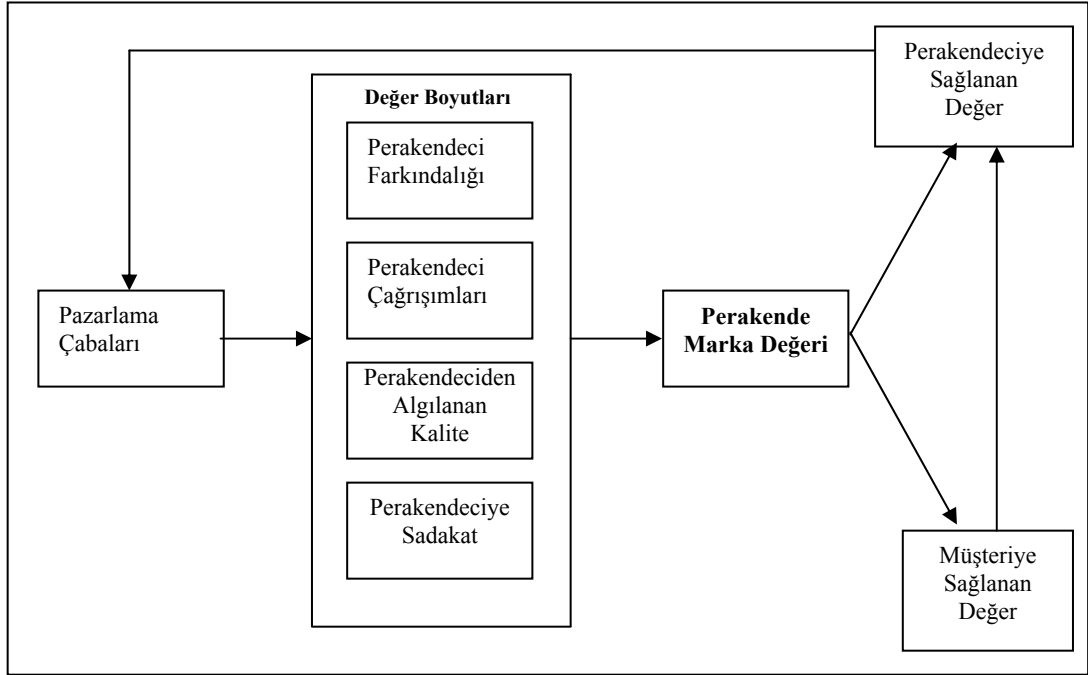 Pazarlama
Çabaları
Değer Boyutları
Perakendeci
Farkındalığı
Perakendeci
Çağrışımları
Perakendeciden
Algılanan
Kalite
Perakendeciye
Sadakat
Perakende
Marka Değeri
Perakendeciye
Sağlanan
Değer
Müşteriye
Sağlanan
Değer